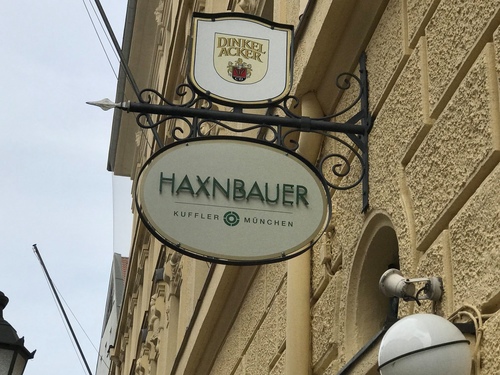 DINKEL
ACKER
HAXNBAUER
KUFFLER MÜNCHEN